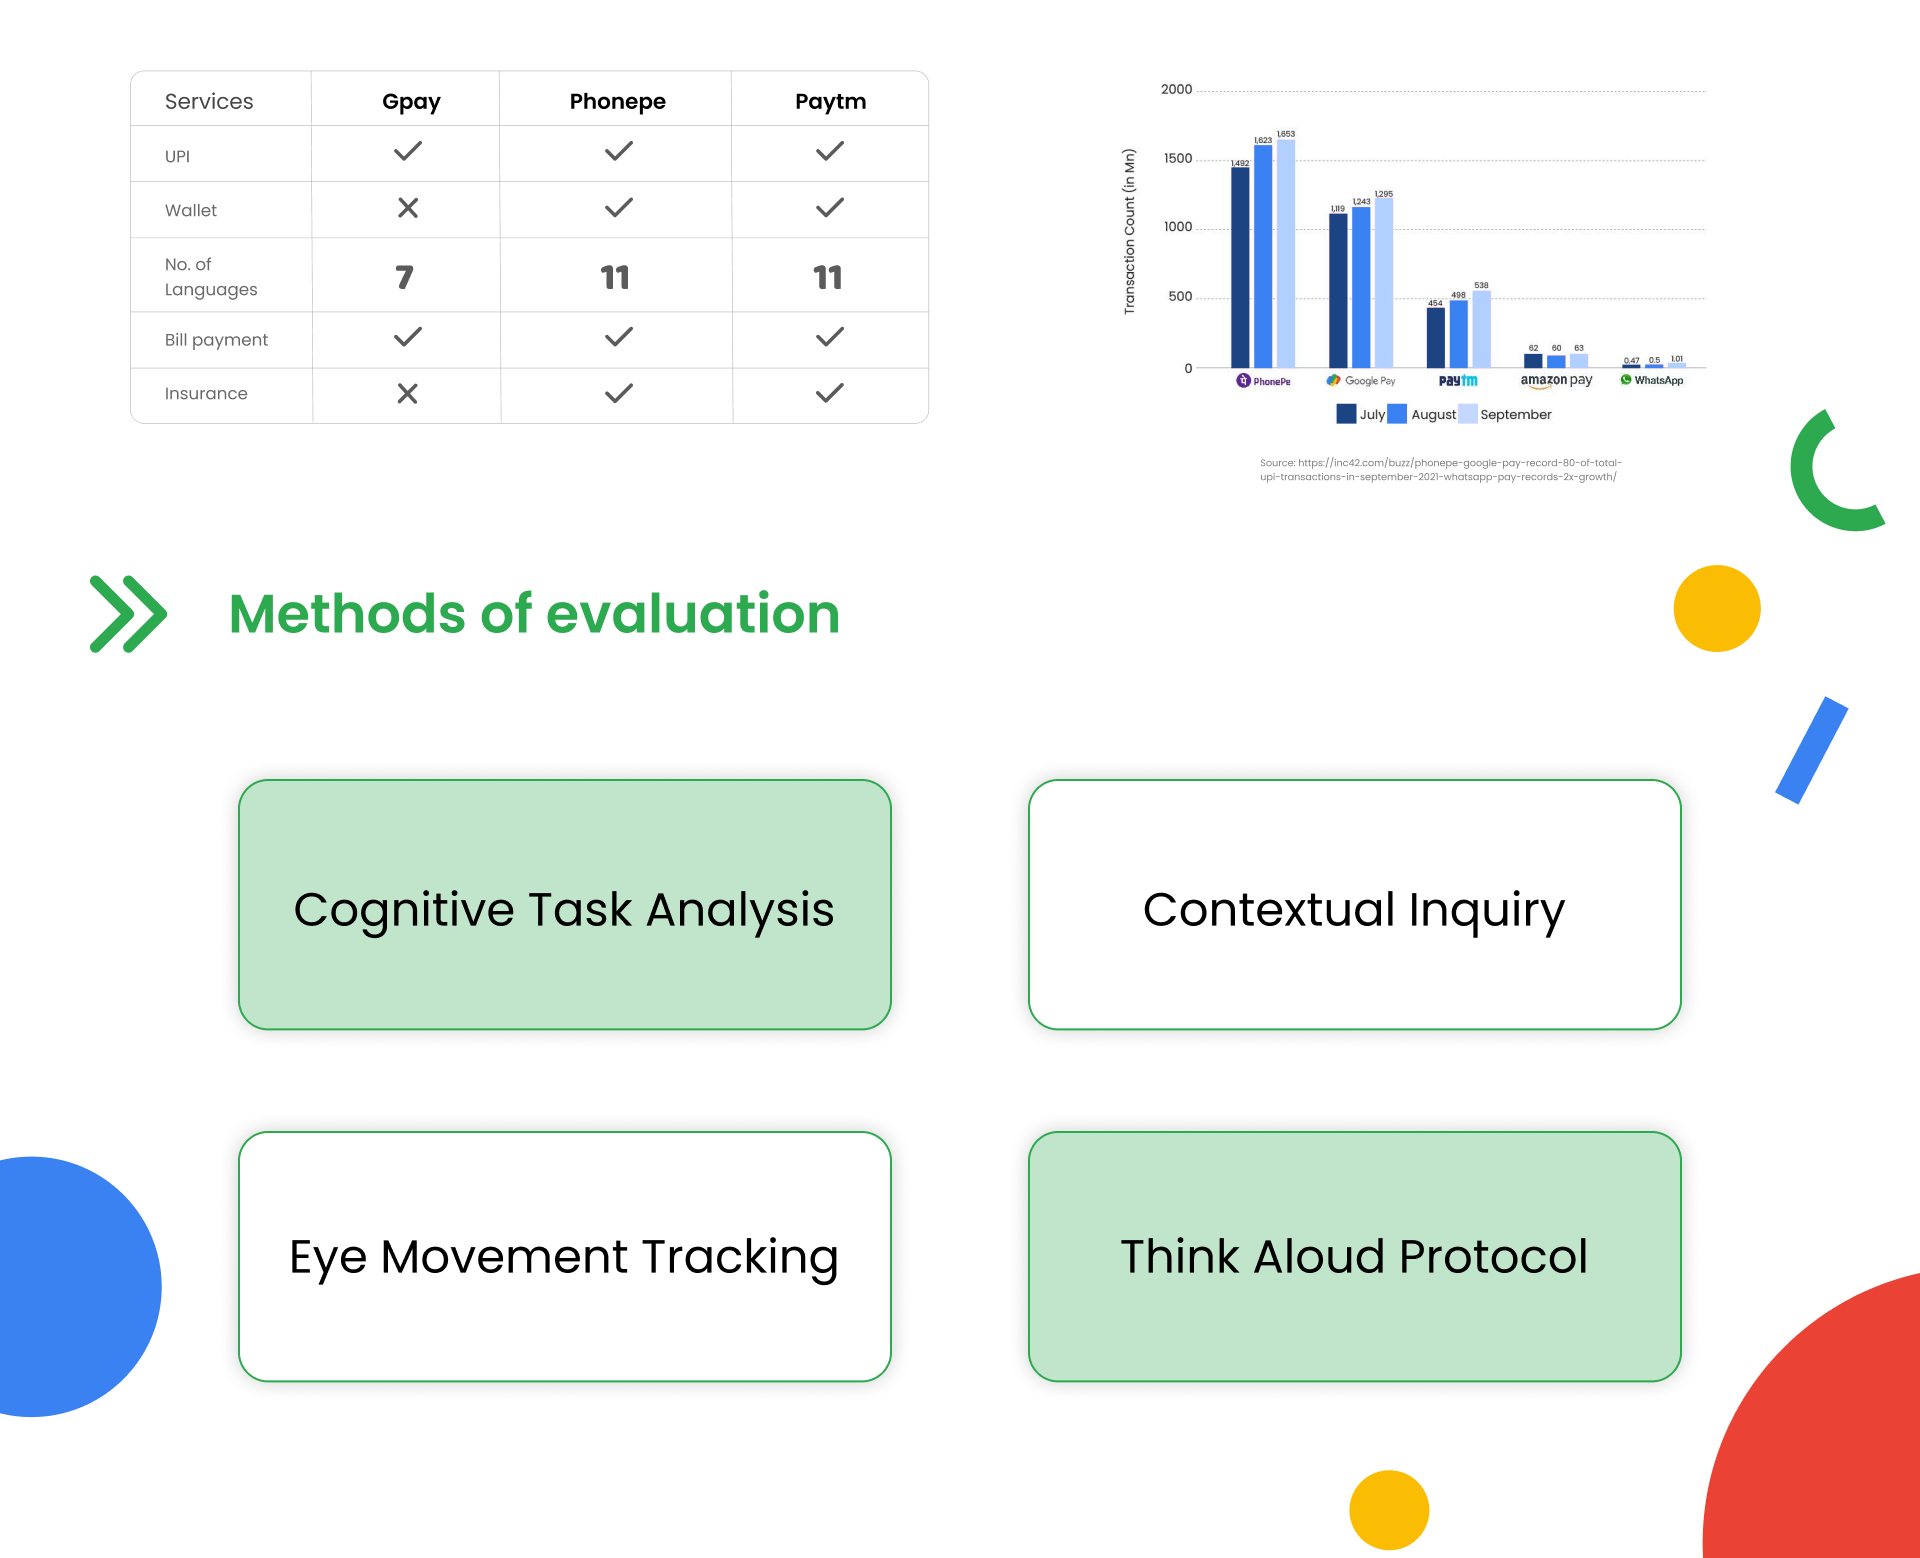 Services Gpay Phonepe Paytm
UPI
Wallet
No. of
Languages 7 11 11
Bill payment
Insurance
2000
1500
1000
500
0
Transaction Count (in Mn)
1,492 1,623 1,653
1,119 1,243 1,295
454 498 538
62 60 63
0.47 0.5 1.01
PhonePe Google Pay paytm amazon pay WhatsApp
July August September
Source: https://inc42.com/buzz/phonepe-google-pay-record-80-of-total-
upi-transactions-in-september-2021-whatsapp-pay-records-2x-growth/
Methods of evaluation
Cognitive Task Analysis
Contextual Inquiry
Eye Movement Tracking
Think Aloud Protocol